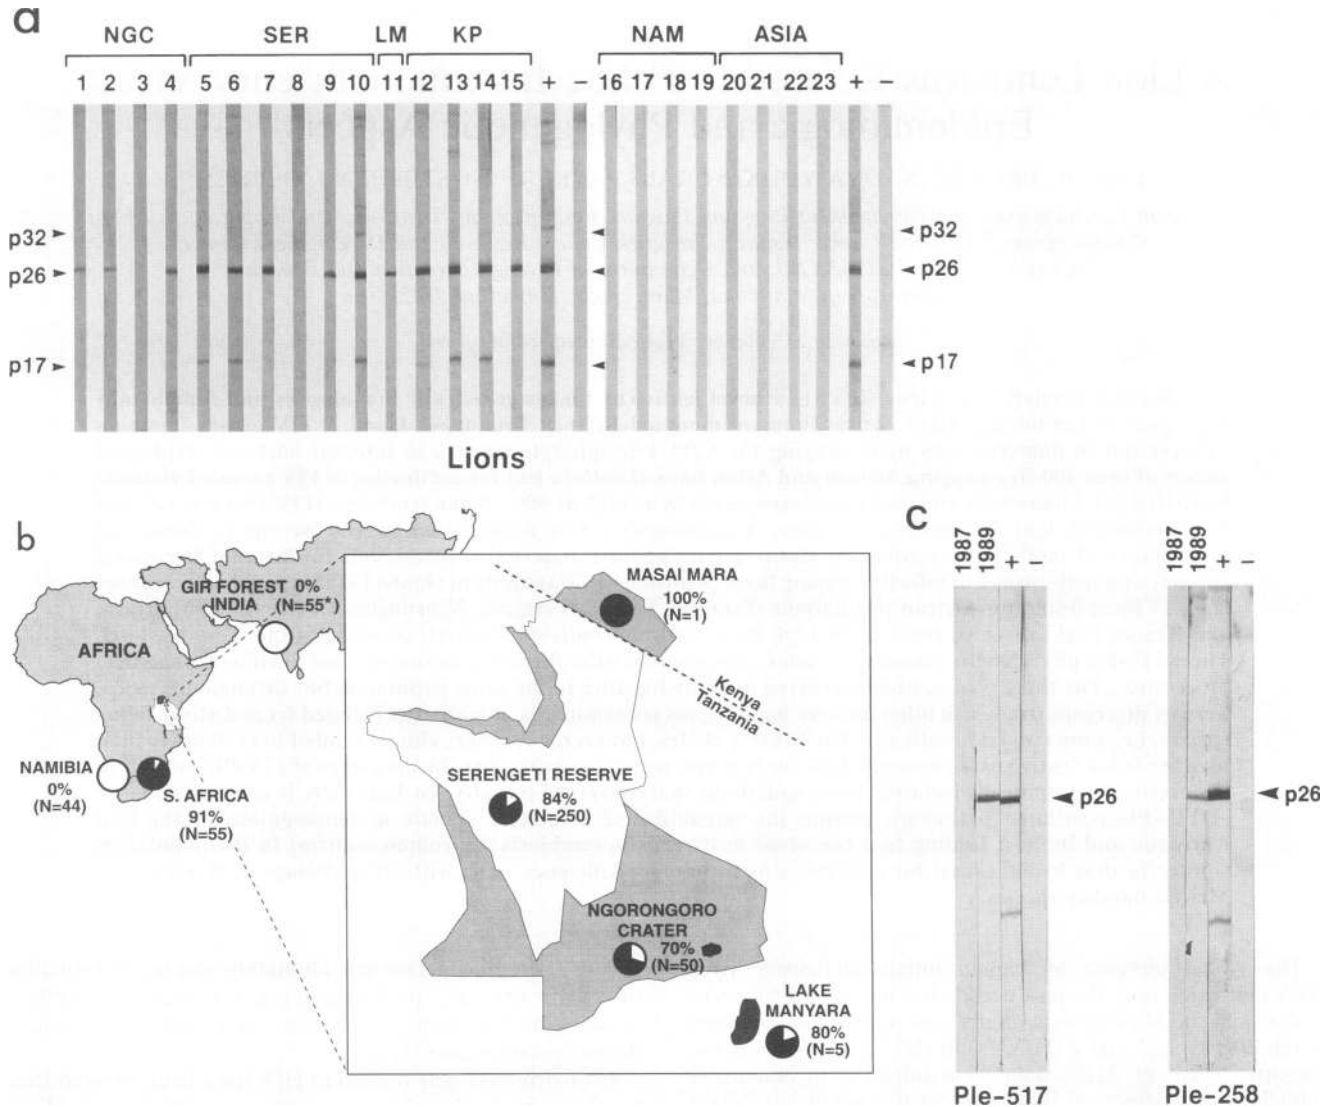 a
NGC SER LM KP NAM ASIA
1 2 3 4 5 6 7 8 9 10 11 12 13 14 15 + − 16 17 18 19 20 21 22 23 + −
p32 p32
p26 p26
p17 p17
Lions
b
GIR FOREST 0%
INDIA (N=55*)
AFRICA
NAMIBIA
0%
(N=44)
S. AFRICA
91%
(N=55)
MASAI MARA
100%
(N=1)
Kenya
Tanzania
SERENGETI RESERVE
84%
(N=250)
NGORONGORO
CRATER
70%
(N=50)
LAKE
MANYARA
80%
(N=5)
c
1987 1989 + −
p26
Ple-517
1987 1989 + −
p26
Ple-258